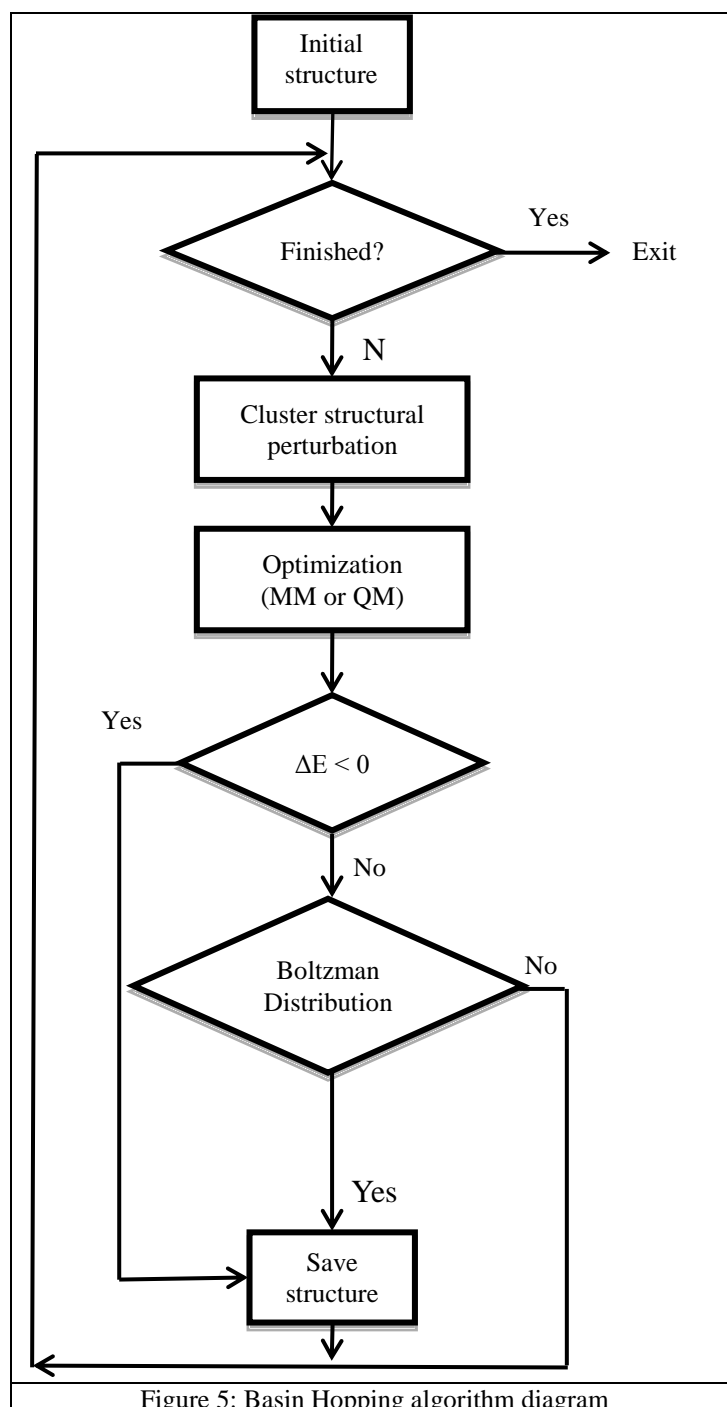 Initial
structure
Finished?
Yes
Exit
N
Cluster structural
perturbation
Optimization
(MM or QM)
Yes
ΔE < 0
No
Boltzman
Distribution
No
Yes
Save
structure
Figure 5: Basin Hopping algorithm diagram